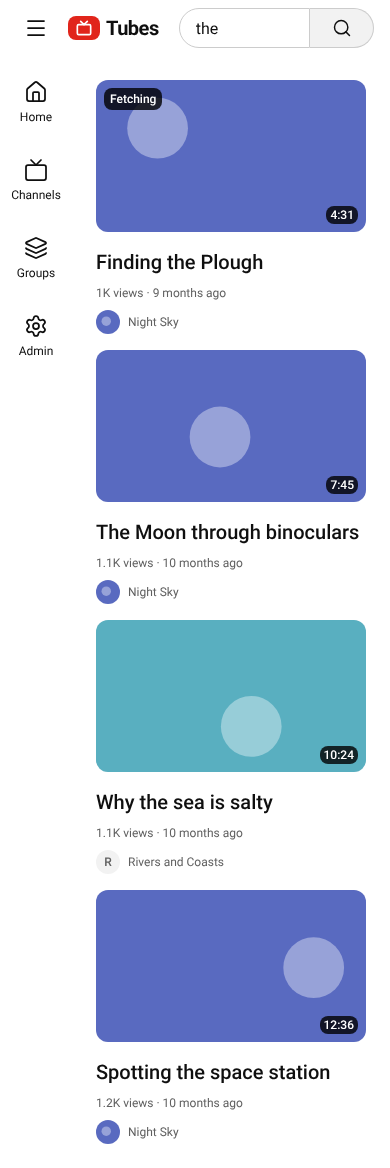 Tubes
the
Home
Channels
Groups
Admin
Fetching
4:31
Finding the Plough
1K views · 9 months ago
Night Sky
7:45
The Moon through binoculars
1.1K views · 10 months ago
Night Sky
10:24
Why the sea is salty
1.1K views · 10 months ago
R
Rivers and Coasts
12:36
Spotting the space station
1.2K views · 10 months ago
Night Sky